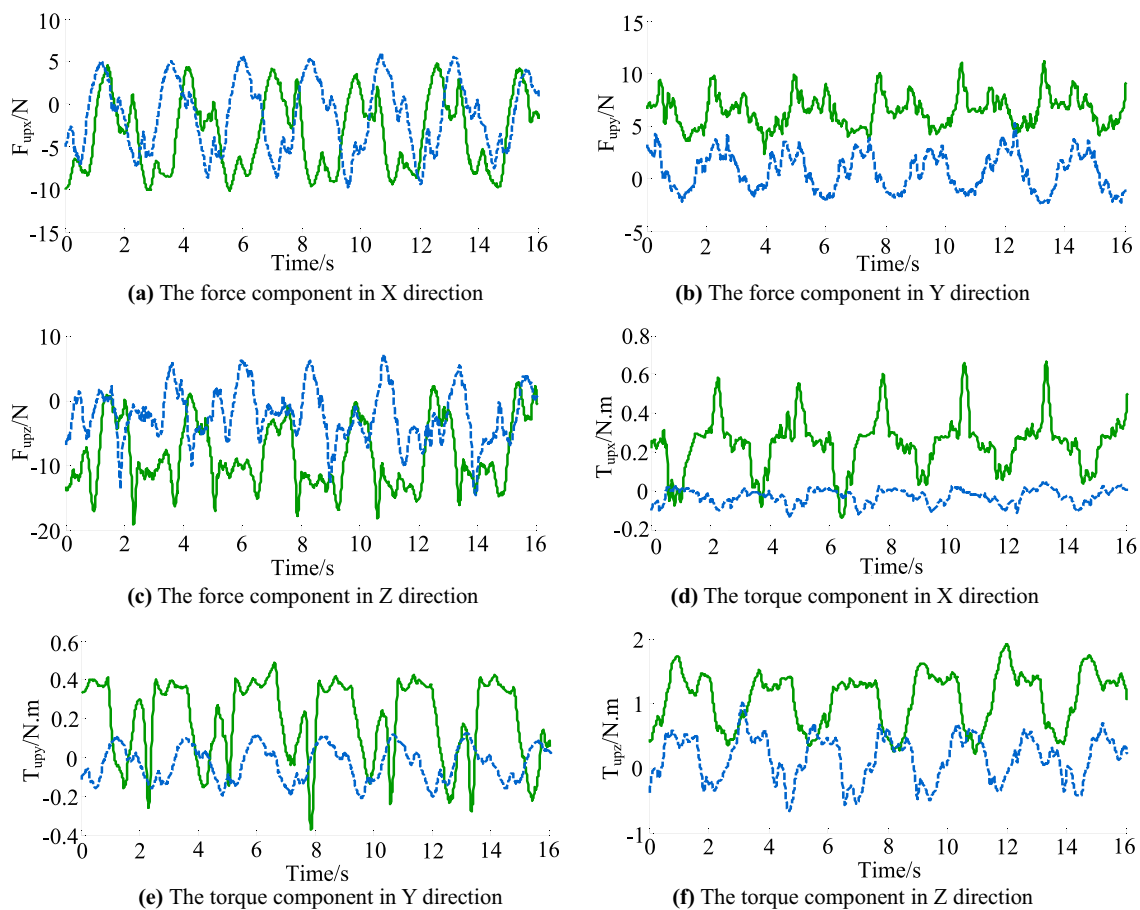 10
5
0
-5
-10
-15
F_upx/N
0 2 4 6 8 10 12 14 16
Time/s
(a) The force component in X direction
15
10
5
0
-5
F_upy/N
0 2 4 6 8 10 12 14 16
Time/s
(b) The force component in Y direction
10
0
-10
-20
F_upz/N
0 2 4 6 8 10 12 14 16
Time/s
(c) The force component in Z direction
0.8
0.6
0.4
0.2
0
-0.2
T_upx/N.m
0 2 4 6 8 10 12 14 16
Time/s
(d) The torque component in X direction
0.6
0.4
0.2
0
-0.2
-0.4
T_upy/N.m
0 2 4 6 8 10 12 14 16
Time/s
(e) The torque component in Y direction
2
1
0
-1
T_upz/N.m
0 2 4 6 8 10 12 14 16
Time/s
(f) The torque component in Z direction